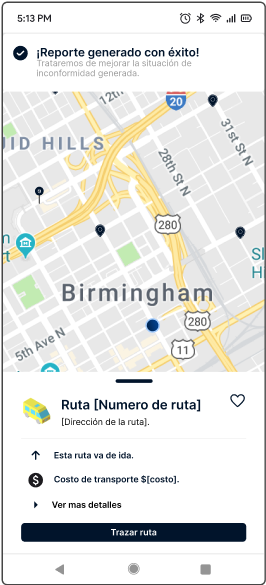 5:13 PM
¡Reporte generado con éxito!
Trataremos de mejorar la situación de
Inconformidad generada.
12th
20
31st St N
UID HILLS
28th St N
280
Birmingham
280
5th Ave N
11
Ruta [Numero de ruta]
[Dirección de la ruta].
Esta ruta va de ida.
$ Costo de transporte $[costo].
Ver mas detalles
Trazar ruta